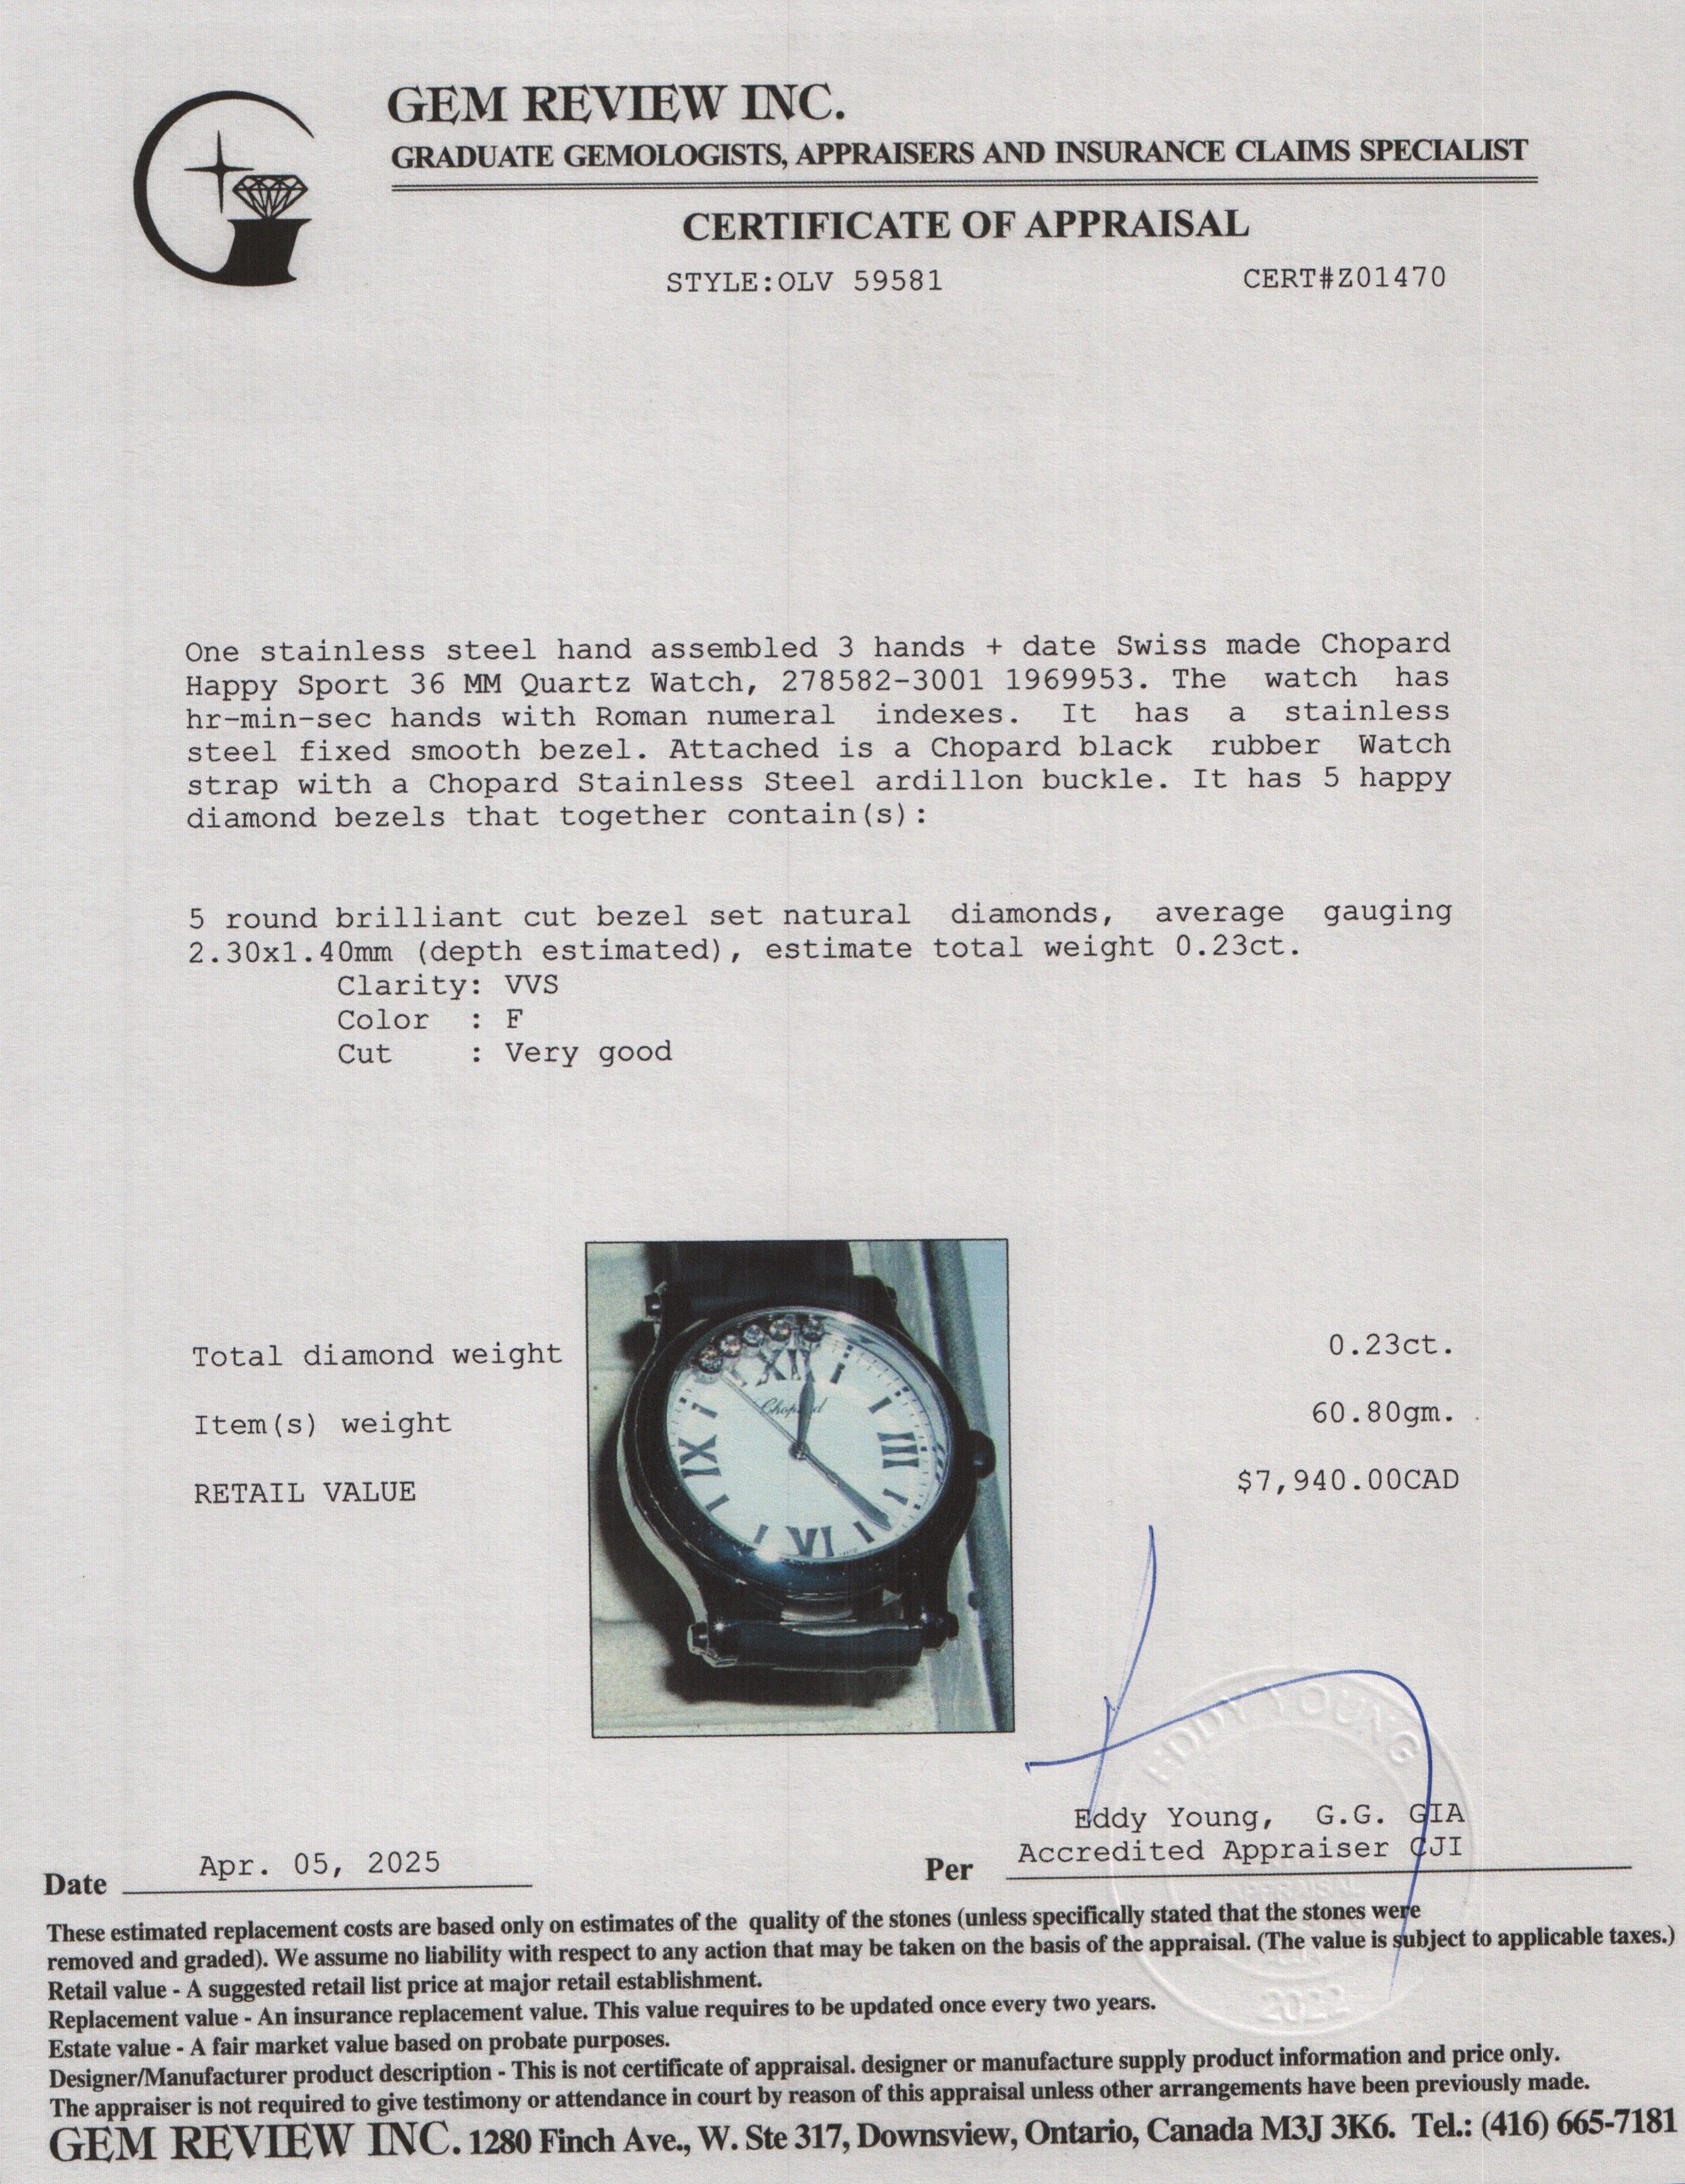 GEM REVIEW INC.
GRADUATE GEMOLOGISTS, APPRAISERS AND INSURANCE CLAIMS SPECIALIST
CERTIFICATE OF APPRAISAL
STYLE:OLV 59581 CERT#Z01470
One stainless steel hand assembled 3 hands + date Swiss made Chopard
Happy Sport 36 MM Quartz Watch, 278582-3001 1969953. The watch has
hr-min-sec hands with Roman numeral indexes. It has a stainless
steel fixed smooth bezel. Attached is a Chopard black rubber Watch
strap with a Chopard Stainless Steel ardillon buckle. It has 5 happy
diamond bezels that together contain(s):
5 round brilliant cut bezel set natural diamonds, average gauging
2.30x1.40mm (depth estimated), estimate total weight 0.23ct.
Clarity: VVS
Color : F
Cut : Very good
Total diamond weight 0.23ct.
Item(s) weight 60.80gm.
RETAIL VALUE $7,940.00CAD
XII
Chopard
IX III
VI
EDDY YOUNG
Eddy Young, G.G. GIA
Accredited Appraiser CJI
Date Apr. 05, 2025 Per
APPRAISAL
2022
These estimated replacement costs are based only on estimates of the quality of the stones (unless specifically stated that the stones were
removed and graded). We assume no liability with respect to any action that may be taken on the basis of the appraisal. (The value is subject to applicable taxes.)
Retail value - A suggested retail list price at major retail establishment.
Replacement value - An insurance replacement value. This value requires to be updated once every two years.
Estate value - A fair market value based on probate purposes.
Designer/Manufacturer product description - This is not certificate of appraisal. designer or manufacture supply product information and price only.
The appraiser is not required to give testimony or attendance in court by reason of this appraisal unless other arrangements have been previously made.
GEM REVIEW INC. 1280 Finch Ave., W. Ste 317, Downsview, Ontario, Canada M3J 3K6. Tel.: (416) 665-7181